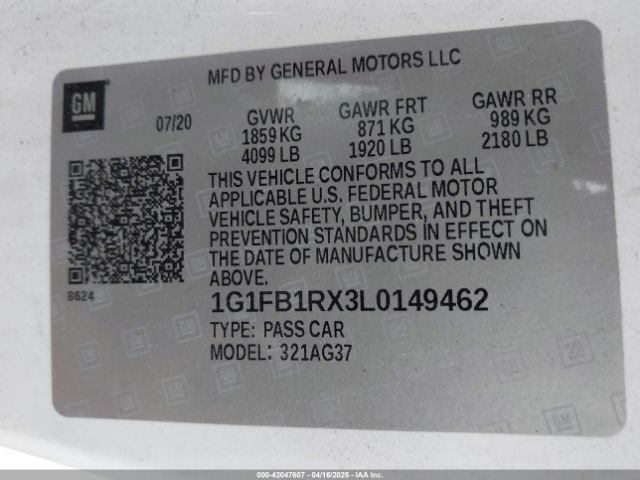 GM
MFD BY GENERAL MOTORS LLC
07/20
GVWR GAWR FRT GAWR RR
1859 KG 871 KG 989 KG
4099 LB 1920 LB 2180 LB
THIS VEHICLE CONFORMS TO ALL
APPLICABLE U.S. FEDERAL MOTOR
VEHICLE SAFETY, BUMPER, AND THEFT
PREVENTION STANDARDS IN EFFECT ON
THE DATE OF MANUFACTURE SHOWN
ABOVE.
8624
1G1FB1RX3L0149462
TYPE: PASS CAR
MODEL: 321AG37
GM
000-42047607 - 04/16/2025 - IAA Inc.